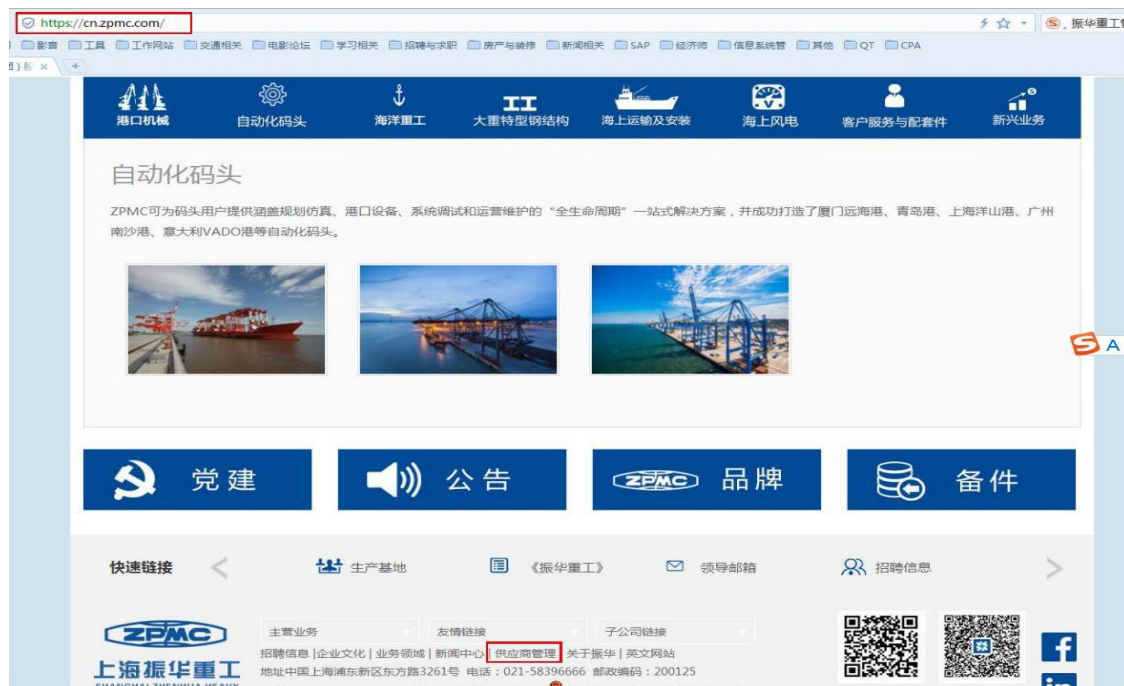 https://cn.zpmc.com/
振华重工
影音 工具 工作网站 交通相关 电影论坛 学习相关 招聘与求职 房产与装修 新闻相关 SAP 经济师 信息系统管 其他 QT CPA
港口机械 自动化码头 海洋重工 大重特型钢结构 海上运输及安装 海上风电 客户服务与配套件 新兴业务
自动化码头
ZPMC可为码头用户提供涵盖规划仿真、港口设备、系统调试和运营维护的“全生命周期”一站式解决方案，并成功打造了厦门远海港、青岛港、上海洋山港、广州
南沙港、意大利VADO港等自动化码头。
S A
党建 公告 ZPMC 品牌 备件
快速链接 生产基地 《振华重工》 领导邮箱 招聘信息
ZPMC
主营业务 友情链接 子公司链接
招聘信息 |企业文化 | 业务领域 | 新闻中心 | 供应商管理 | 关于振华 | 英文网站
上海振华重工
地址中国上海浦东新区东方路3261号 电话：021-58396666 邮政编码：200125
f
in